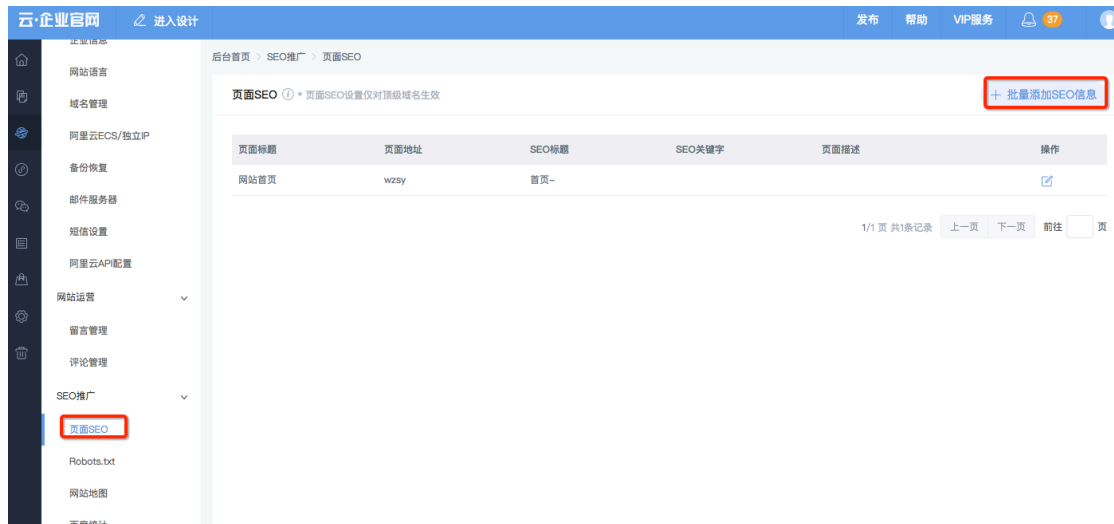 云·企业官网 进入设计 发布 帮助 VIP服务 37
企业信息
网站语言
域名管理
阿里云ECS/独立IP
备份恢复
邮件服务器
短信设置
阿里云API配置
网站运营
留言管理
评论管理
SEO推广
页面SEO
Robots.txt
网站地图
百度统计
后台首页 > SEO推广 > 页面SEO
页面SEO * 页面SEO设置仅对顶级域名生效 + 批量添加SEO信息
页面标题 页面地址 SEO标题 SEO关键字 页面描述 操作
网站首页 wzsy 首页–
1/1 页 共1条记录 上一页 下一页 前往 页